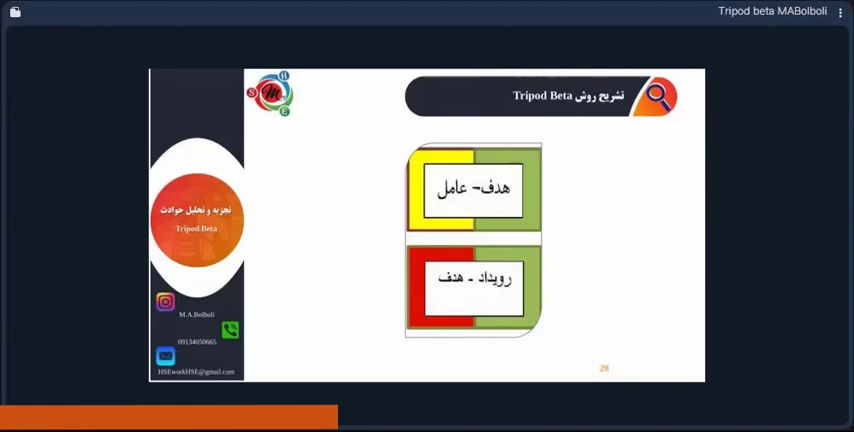 Tripod beta MABolboli
H
S
M
E
تشریح روش Tripod Beta
هدف- عامل
رویداد - هدف
تجزیه و تحلیل حوادث
Tripod Beta
M.A.Bolboli
09134050665
HSEworkHSE@gmail.com
28